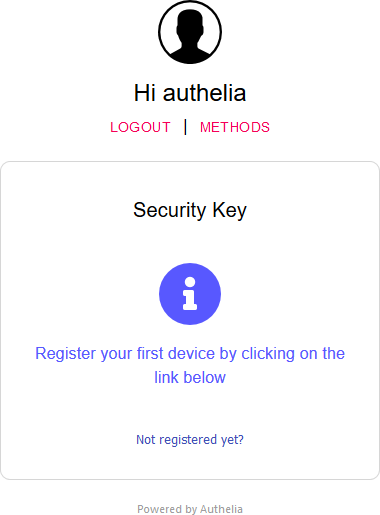 Hi authelia
LOGOUT | METHODS
Security Key
Register your first device by clicking on the
link below
Not registered yet?
Powered by Authelia